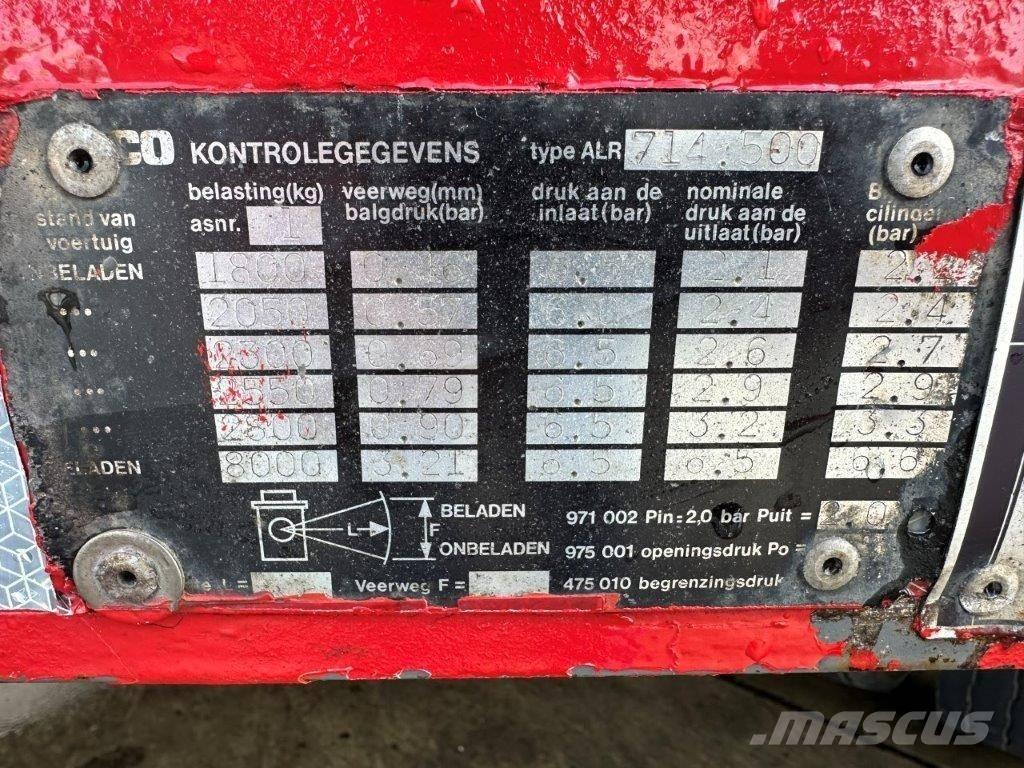 CO KONTROLEGEGEVENS type ALR 714.500
belasting(kg) veerweg(mm) druk aan de nominale
stand van asnr. 1 balgdruk(bar) inlaat(bar) druk aan de cilinder
voertuig uitlaat(bar) (bar)
BELADEN 1800 0.46 2.1
... 2050 0.57 6. 2.4 2.4
... 2300 6.5 2.6 2.7
... 2550 0.79 6.5 2.9 2.9
... 2800 0.90 6.5 3.2 3.3
ELADEN 8000 3.21 6.5 6.5 6.6
BELADEN
L F
ONBELADEN
971 002 Pin=2,0 bar Puit = 2.0
975 001 openingsdruk Po =
L = Veerweg F = 475 010 begrenzingsdruk
MASCUS